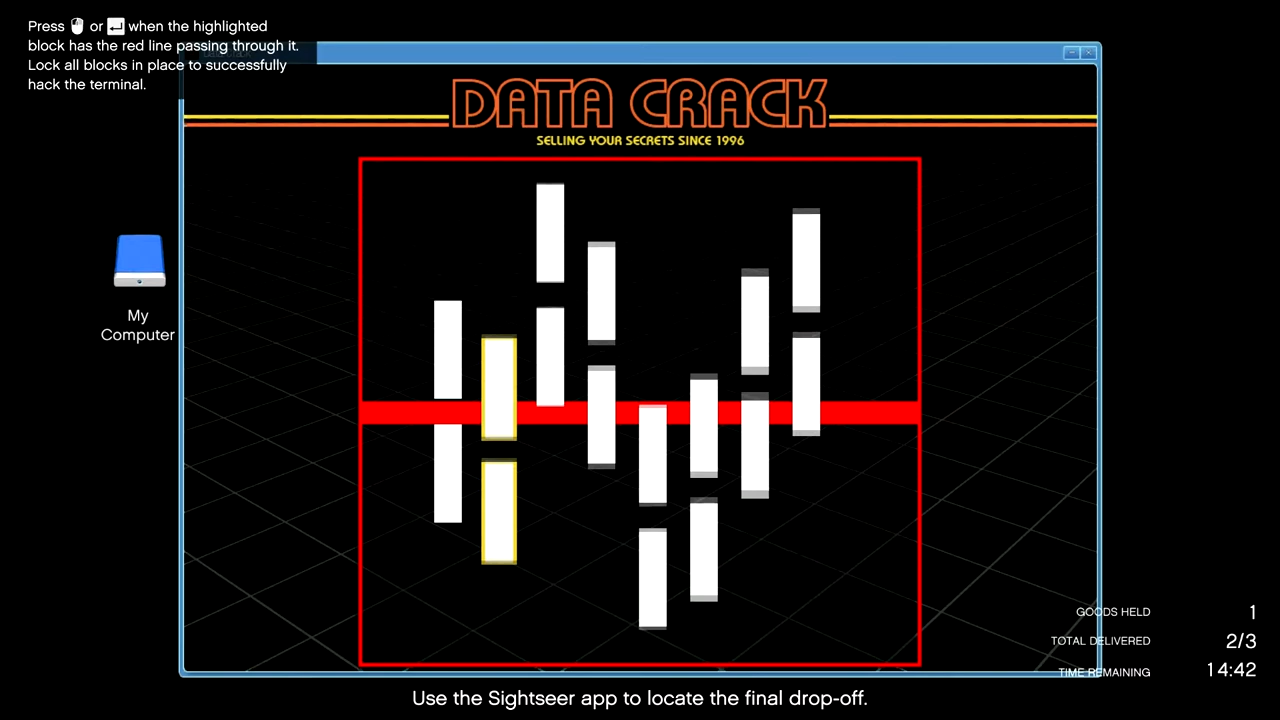 Press or when the highlighted
block has the red line passing through it.
Lock all blocks in place to successfully
hack the terminal.
DATA CRACK
SELLING YOUR SECRETS SINCE 1996
My
Computer
GOODS HELD 1
TOTAL DELIVERED 2/3
TIME REMAINING 14:42
Use the Sightseer app to locate the final drop-off.